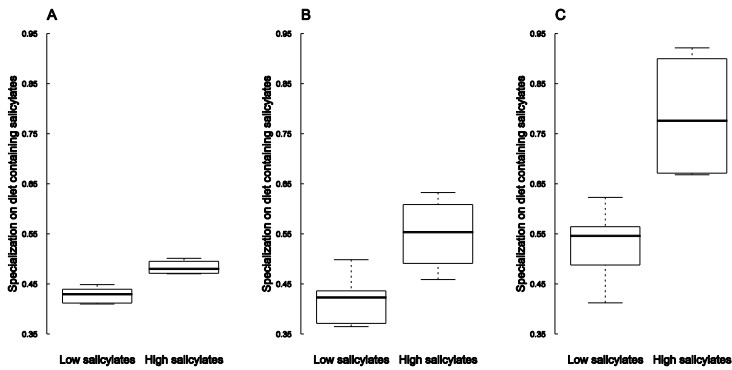 A
Specialization on diet containing salicylates
0.95
0.85
0.75
0.65
0.55
0.45
0.35
Low salicylates High salicylates
B
Specialization on diet containing salicylates
0.95
0.85
0.75
0.65
0.55
0.45
0.35
Low salicylates High salicylates
C
Specialization on diet containing salicylates
0.95
0.85
0.75
0.65
0.55
0.45
0.35
Low salicylates High salicylates